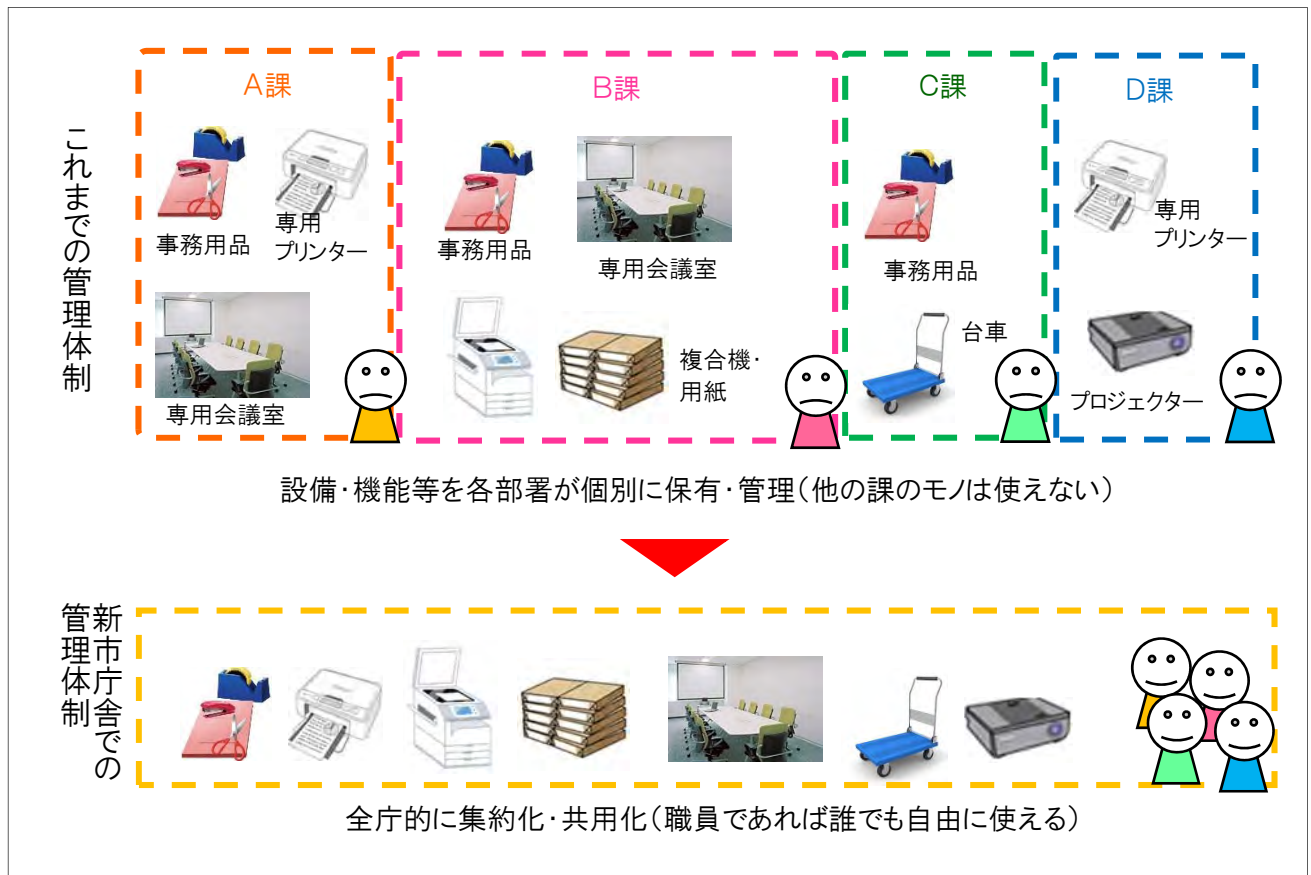 これまでの管理体制
A課
事務用品
専用
プリンター
専用会議室
B課
事務用品
専用会議室
複合機・
用紙
C課
事務用品
台車
D課
専用
プリンター
プロジェクター
設備・機能等を各部署が個別に保有・管理（他の課のモノは使えない）
新市庁舎での
管理体制
全庁的に集約化・共用化（職員であれば誰でも自由に使える）